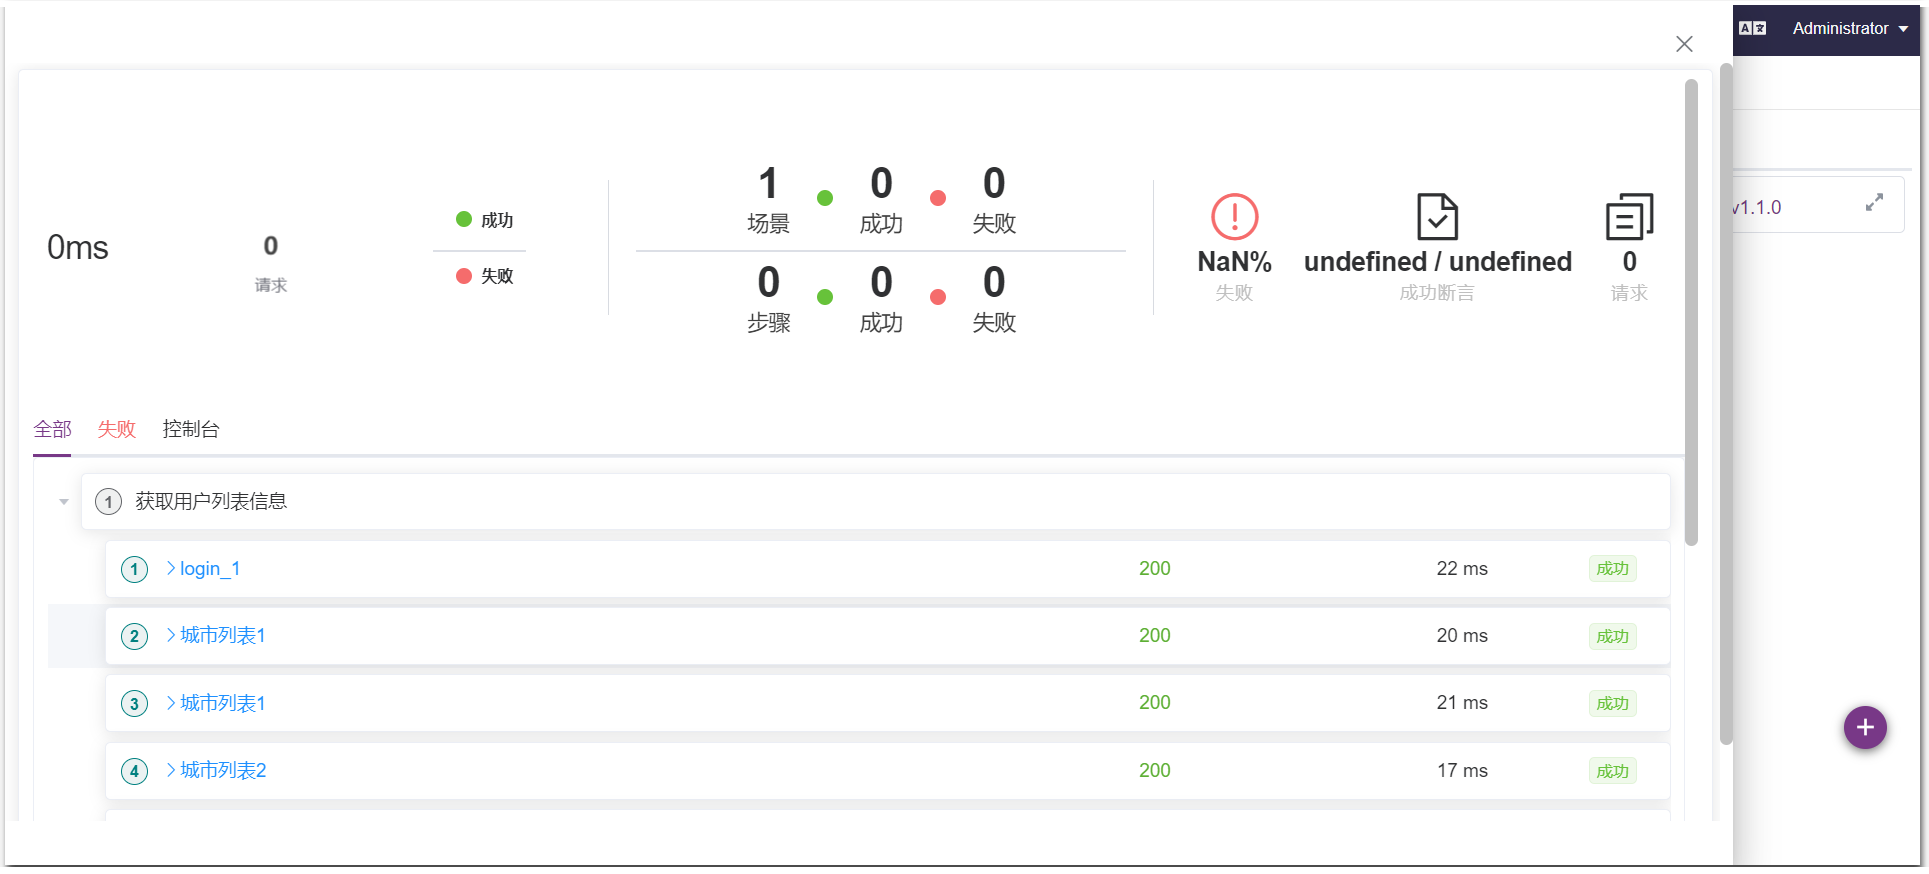 Administrator
v1.1.0
0ms
0
请求
成功
失败
1
场景
0
成功
0
失败
0
步骤
0
成功
0
失败
NaN%
失败
undefined / undefined
成功断言
0
请求
全部 失败 控制台
1 获取用户列表信息
1 login_1 200 22 ms 成功
2 城市列表1 200 20 ms 成功
3 城市列表1 200 21 ms 成功
4 城市列表2 200 17 ms 成功